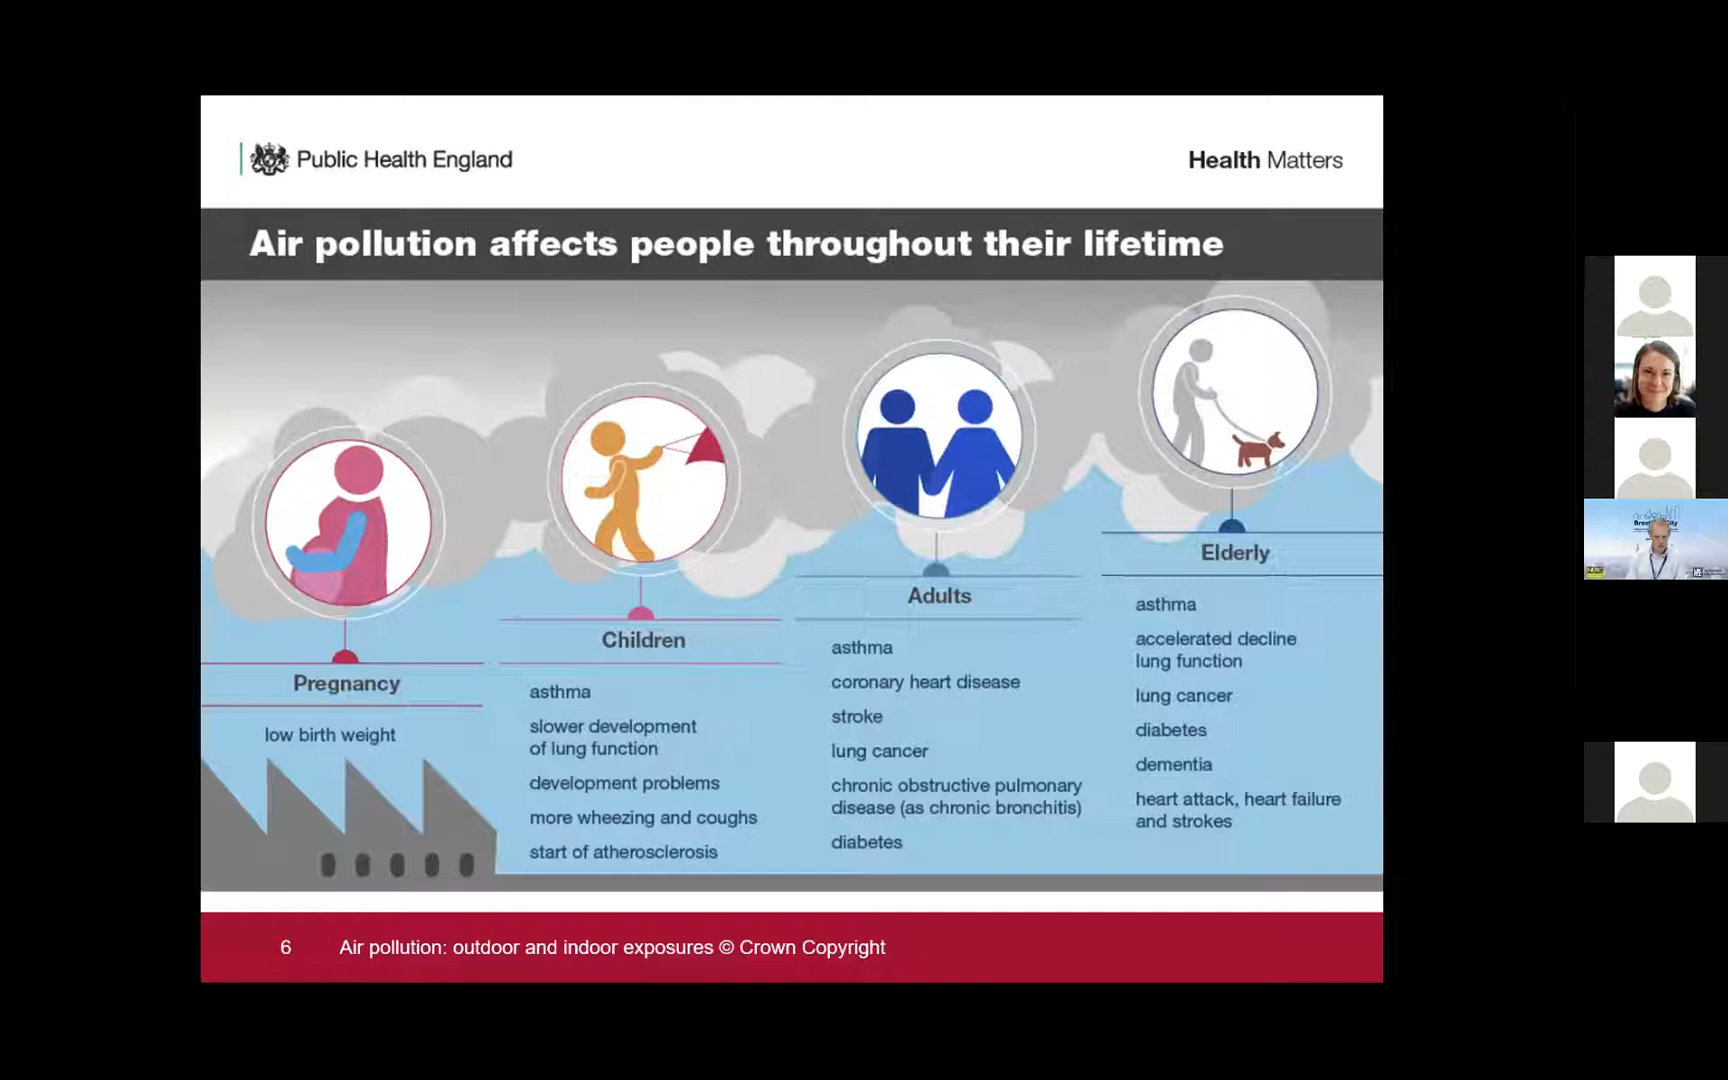 Public Health England
Health Matters
Air pollution affects people throughout their lifetime
Pregnancy
low birth weight
Children
asthma
slower development
of lung function
development problems
more wheezing and coughs
start of atherosclerosis
Adults
asthma
coronary heart disease
stroke
lung cancer
chronic obstructive pulmonary
disease (as chronic bronchitis)
diabetes
Elderly
asthma
accelerated decline
lung function
lung cancer
diabetes
dementia
heart attack, heart failure
and strokes
6
Air pollution: outdoor and indoor exposures © Crown Copyright